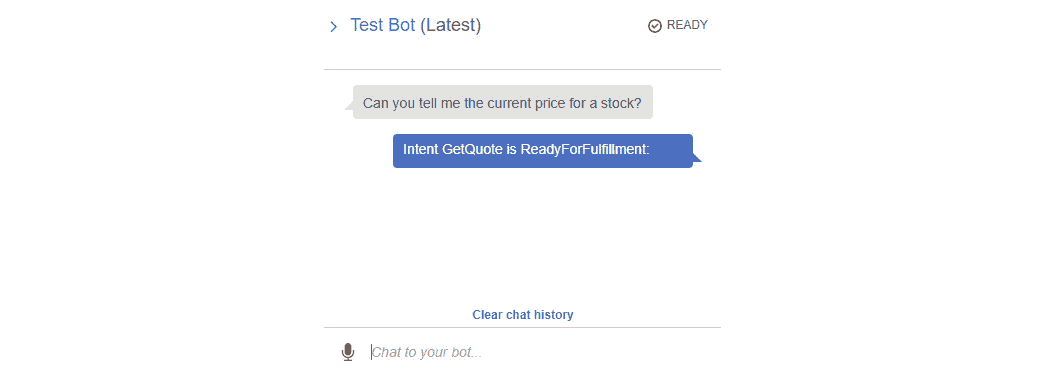 Test Bot (Latest)
READY
Can you tell me the current price for a stock?
Intent GetQuote is ReadyForFulfillment:
Clear chat history
Chat to your bot...